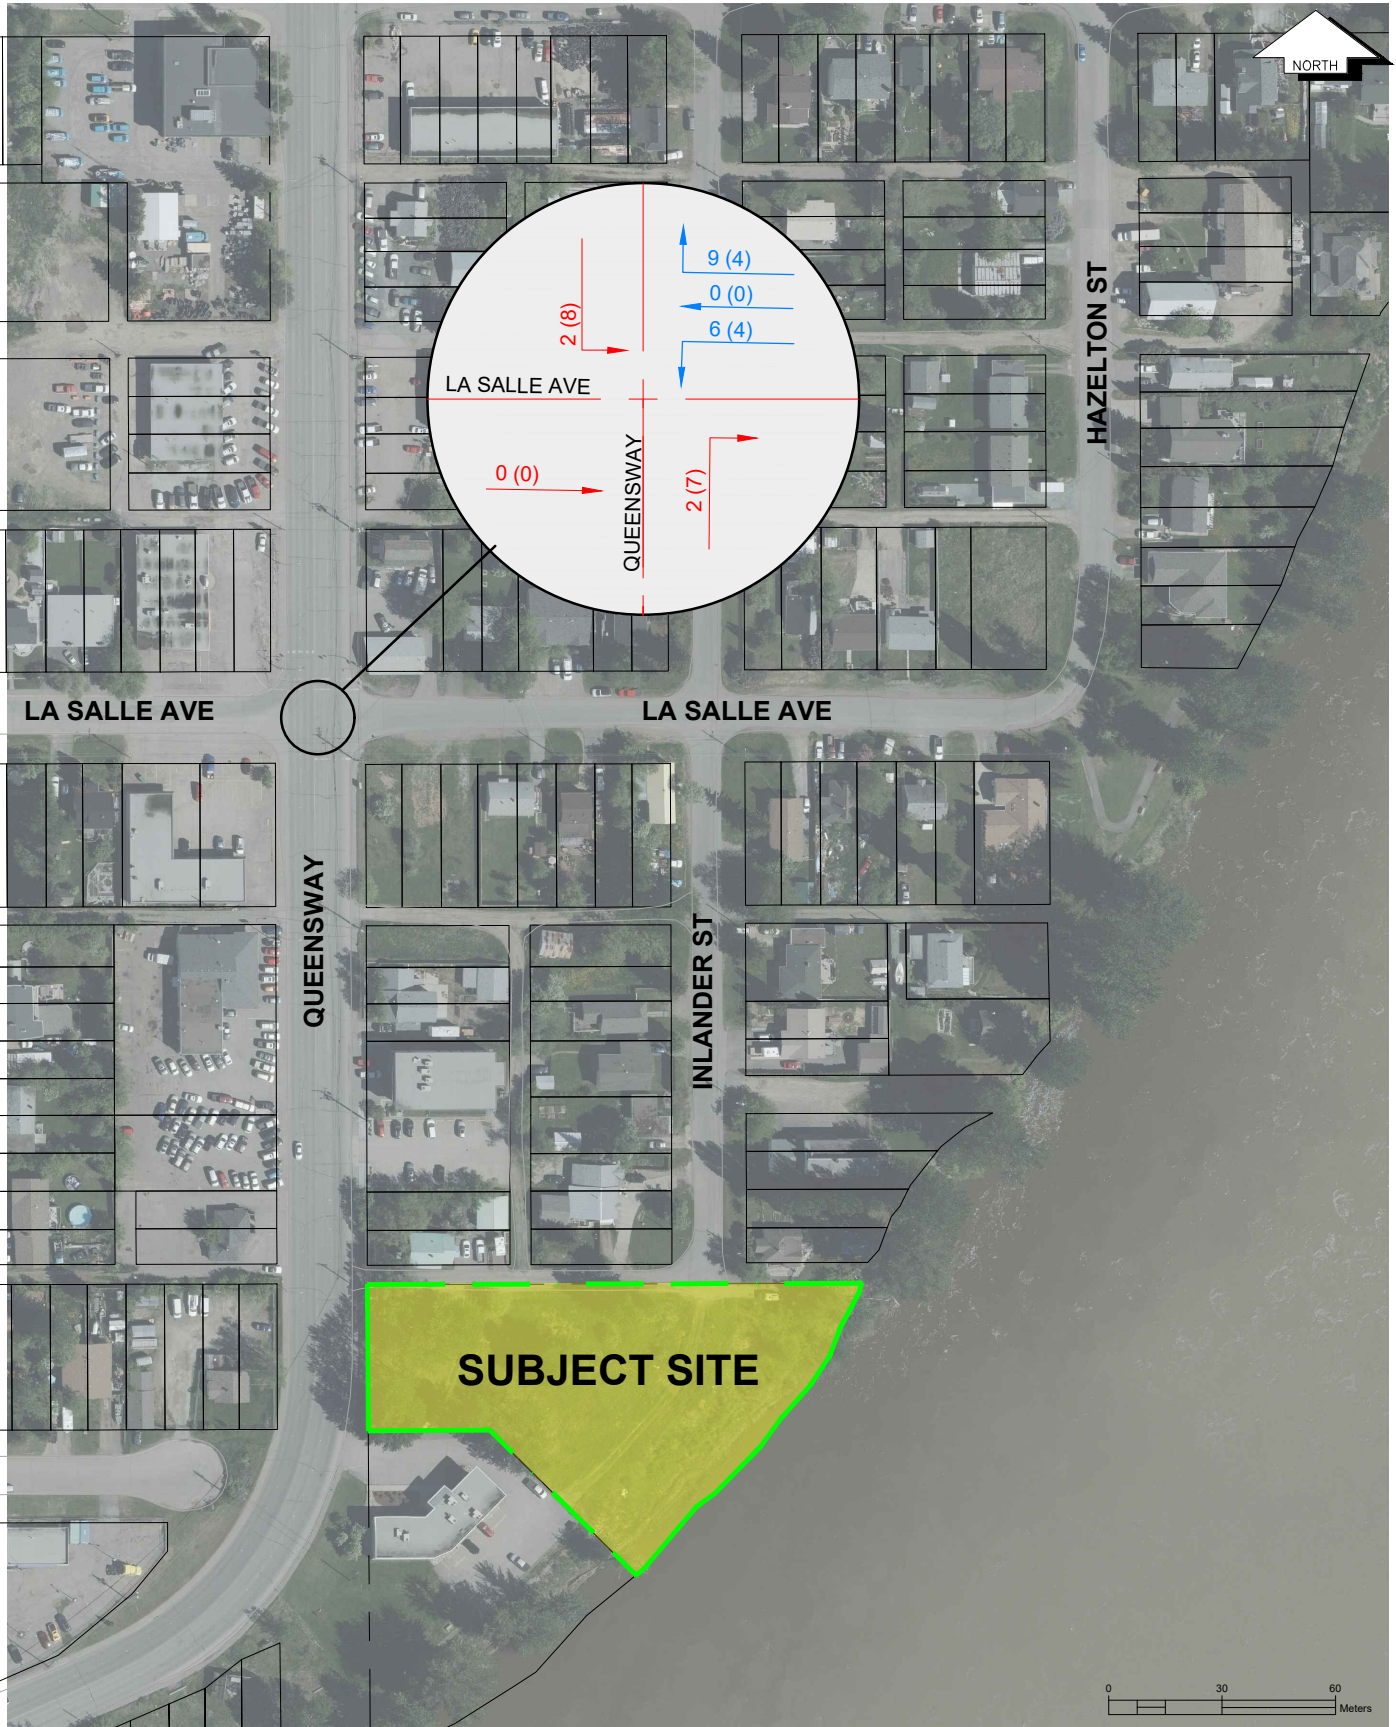 NORTH
9 (4)
0 (0)
6 (4)
2 (8)
LA SALLE AVE
0 (0)
QUEENSWAY
2 (7)
HAZELTON ST
LA SALLE AVE
LA SALLE AVE
QUEENSWAY
INLANDER ST
SUBJECT SITE
0 30 60
Meters